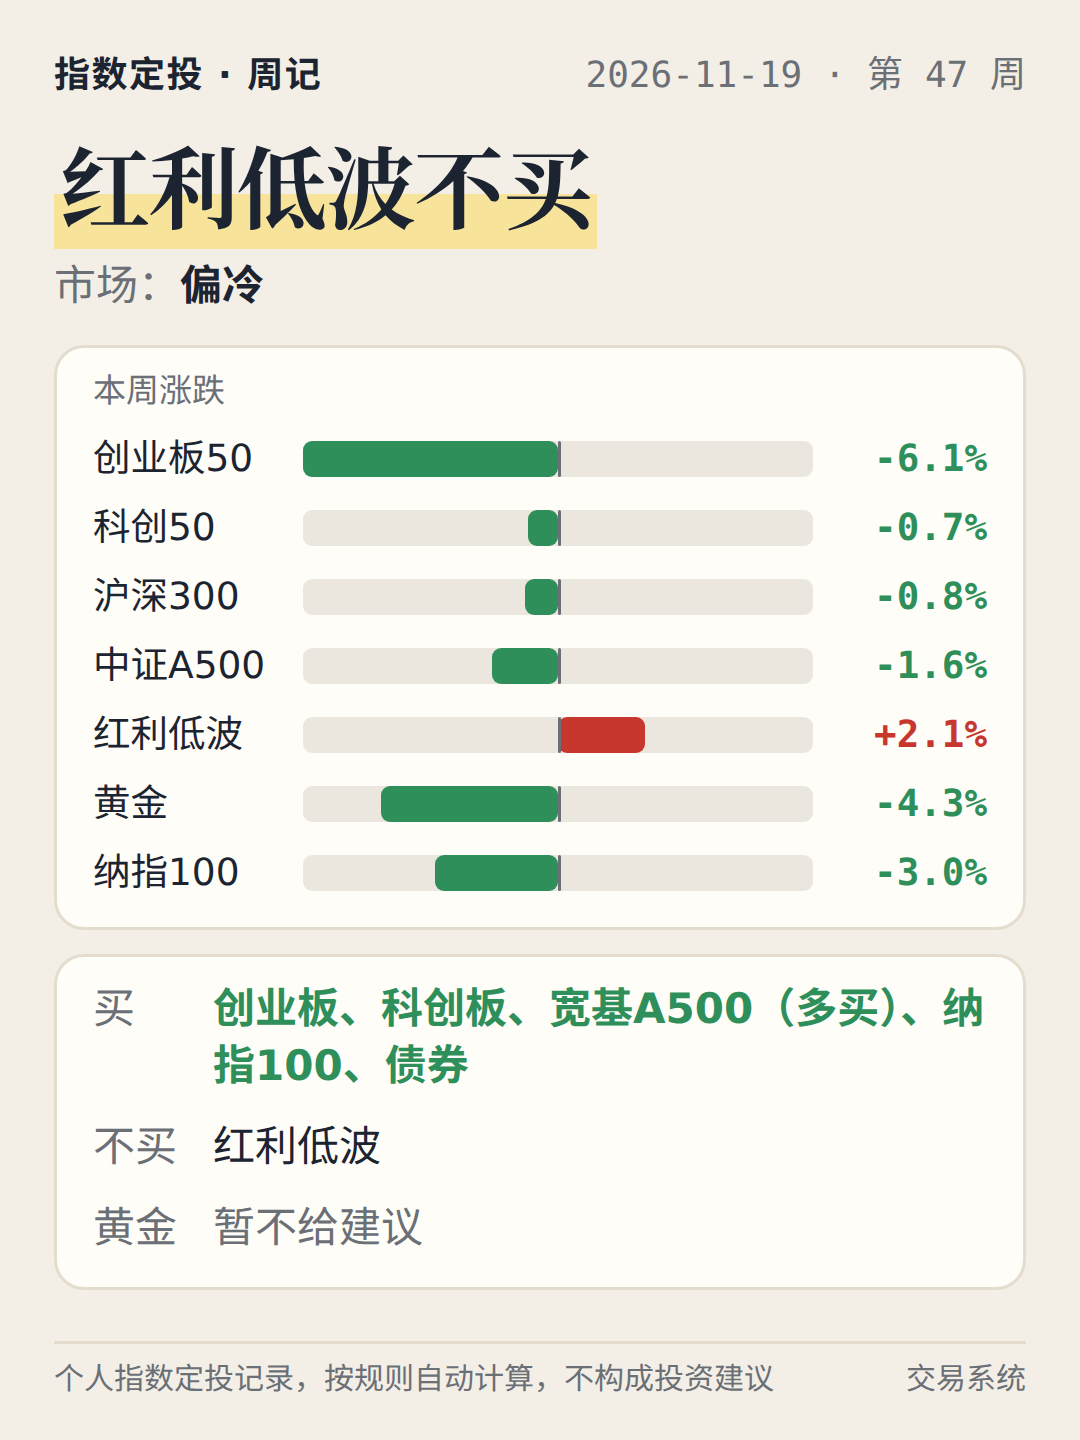 指数定投 · 周记
2026-11-19 · 第 47 周
红利低波不买
市场：偏冷
本周涨跌
创业板50 -6.1%
科创50 -0.7%
沪深300 -0.8%
中证A500 -1.6%
红利低波 +2.1%
黄金 -4.3%
纳指100 -3.0%
买 创业板、科创板、宽基A500（多买）、纳
指100、债券
不买 红利低波
黄金 暂不给建议
个人指数定投记录，按规则自动计算，不构成投资建议 交易系统